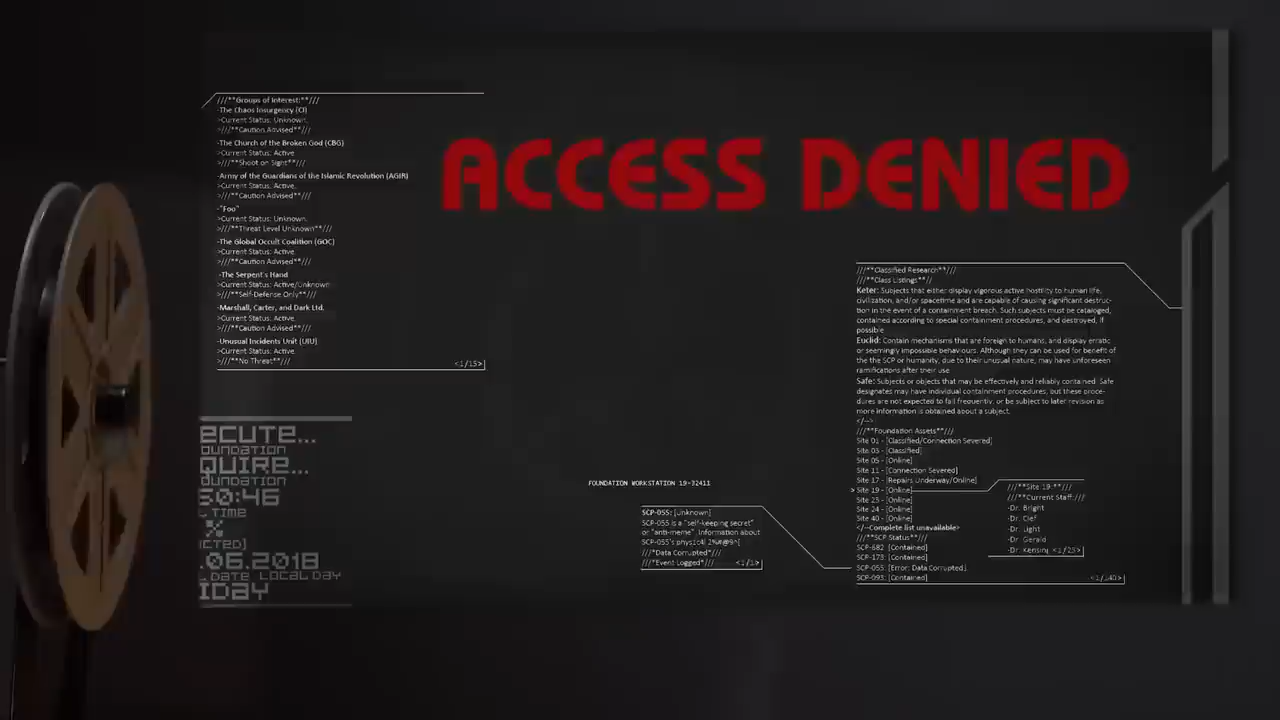 ///**Groups of Interest:**///
-The Chaos Insurgency (CI)
>Current Status: Unknown.
///**Caution Advised**///
-The Church of the Broken God (CBG)
>Current Status: Active
>///**Shoot on Sight**///
-Army of the Guardians of the Islamic Revolution (AGIR)
>Current Status: Active.
>///**Caution Advised**///
-"Foo"
>Current Status: Unknown.
>///**Threat Level Unknown**///
-The Global Occult Coalition (GOC)
>Current Status: Active
>///**Caution Advised**///
-The Serpent's Hand
>Current Status: Active/Unknown
>///**Self-Defense Only**///
-Marshall, Carter, and Dark Ltd.
>Current Status: Active.
>///**Caution Advised**///
-Unusual Incidents Unit (UIU)
>Current Status: Active.
>///**No Threat**///
<1/15>
ACCESS DENIED
ECUTE...
OUNDATION
QUIRE...
OUNDATION
50:46
L TIME
%
CTED]
.06.2018
L DATE LOCAL DAY
IDAY
FOUNDATION WORKSTATION 19-32411
SCP-055: [Unknown]
SCP-055 is a "self-keeping secret"
or "anti-meme". Information about
///*Data Corrupted*///
///*Event Logged*/// <1/1>
///**Classified Research**///
///**Class Listings**///
Keter: Subjects that either display vigorous active hostility to human life,
civilization, and/or spacetime and are capable of causing significant destruc-
tion in the event of a containment breach. Such subjects must be cataloged,
contained according to special containment procedures, and destroyed, if
possible
Euclid: Contain mechanisms that are foreign to humans, and display erratic
or seemingly impossible behaviours. Although they can be used for benefit of
the the SCP or humanity, due to their unusual nature, may have unforeseen
ramifications after their use
Safe: Subjects or objects that may be effectively and reliably contained. Safe
designates may have individual containment procedures, but these proce-
dures are not expected to fail frequently, or be subject to later revision as
more information is obtained about a subject.
</-->
///**Foundation Assets**///
Site 01 - [Classified/Connection Severed]
Site 03 - [Classified]
Site 05 - [Online]
Site 11 - [Connection Severed]
Site 17 - [Repairs Underway/Online]
>Site 19 - [Online]
Site 23 - [Online]
Site 24 - [Online]
Site 40 - [Online]
</--Complete list unavailable>
///**SCP Status**///
SCP-682 [Contained]
SCP-173: [Contained]
SCP-055: [Error: Data Corrupted]
SCP-093: [Contained]
<1/140>
///**Site 19-**///
///**Current Staff:///
-Dr. Bright
-Dr. Clef
-Dr. Light
-Dr. Gerald
-Dr. Kensing <1/25>